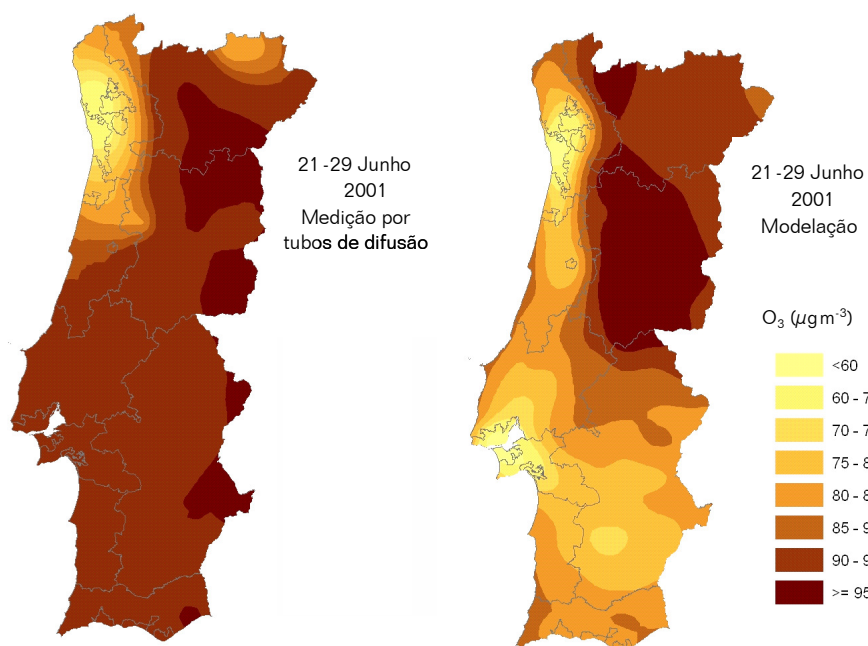 21 -29 Junho
2001
Medição por
tubos de difusão
21 -29 Junho
2001
Modelação
O₃ (µg m⁻³)
<60
60 - 7
70 - 7
75 - 8
80 - 8
85 - 9
90 - 9
>= 95